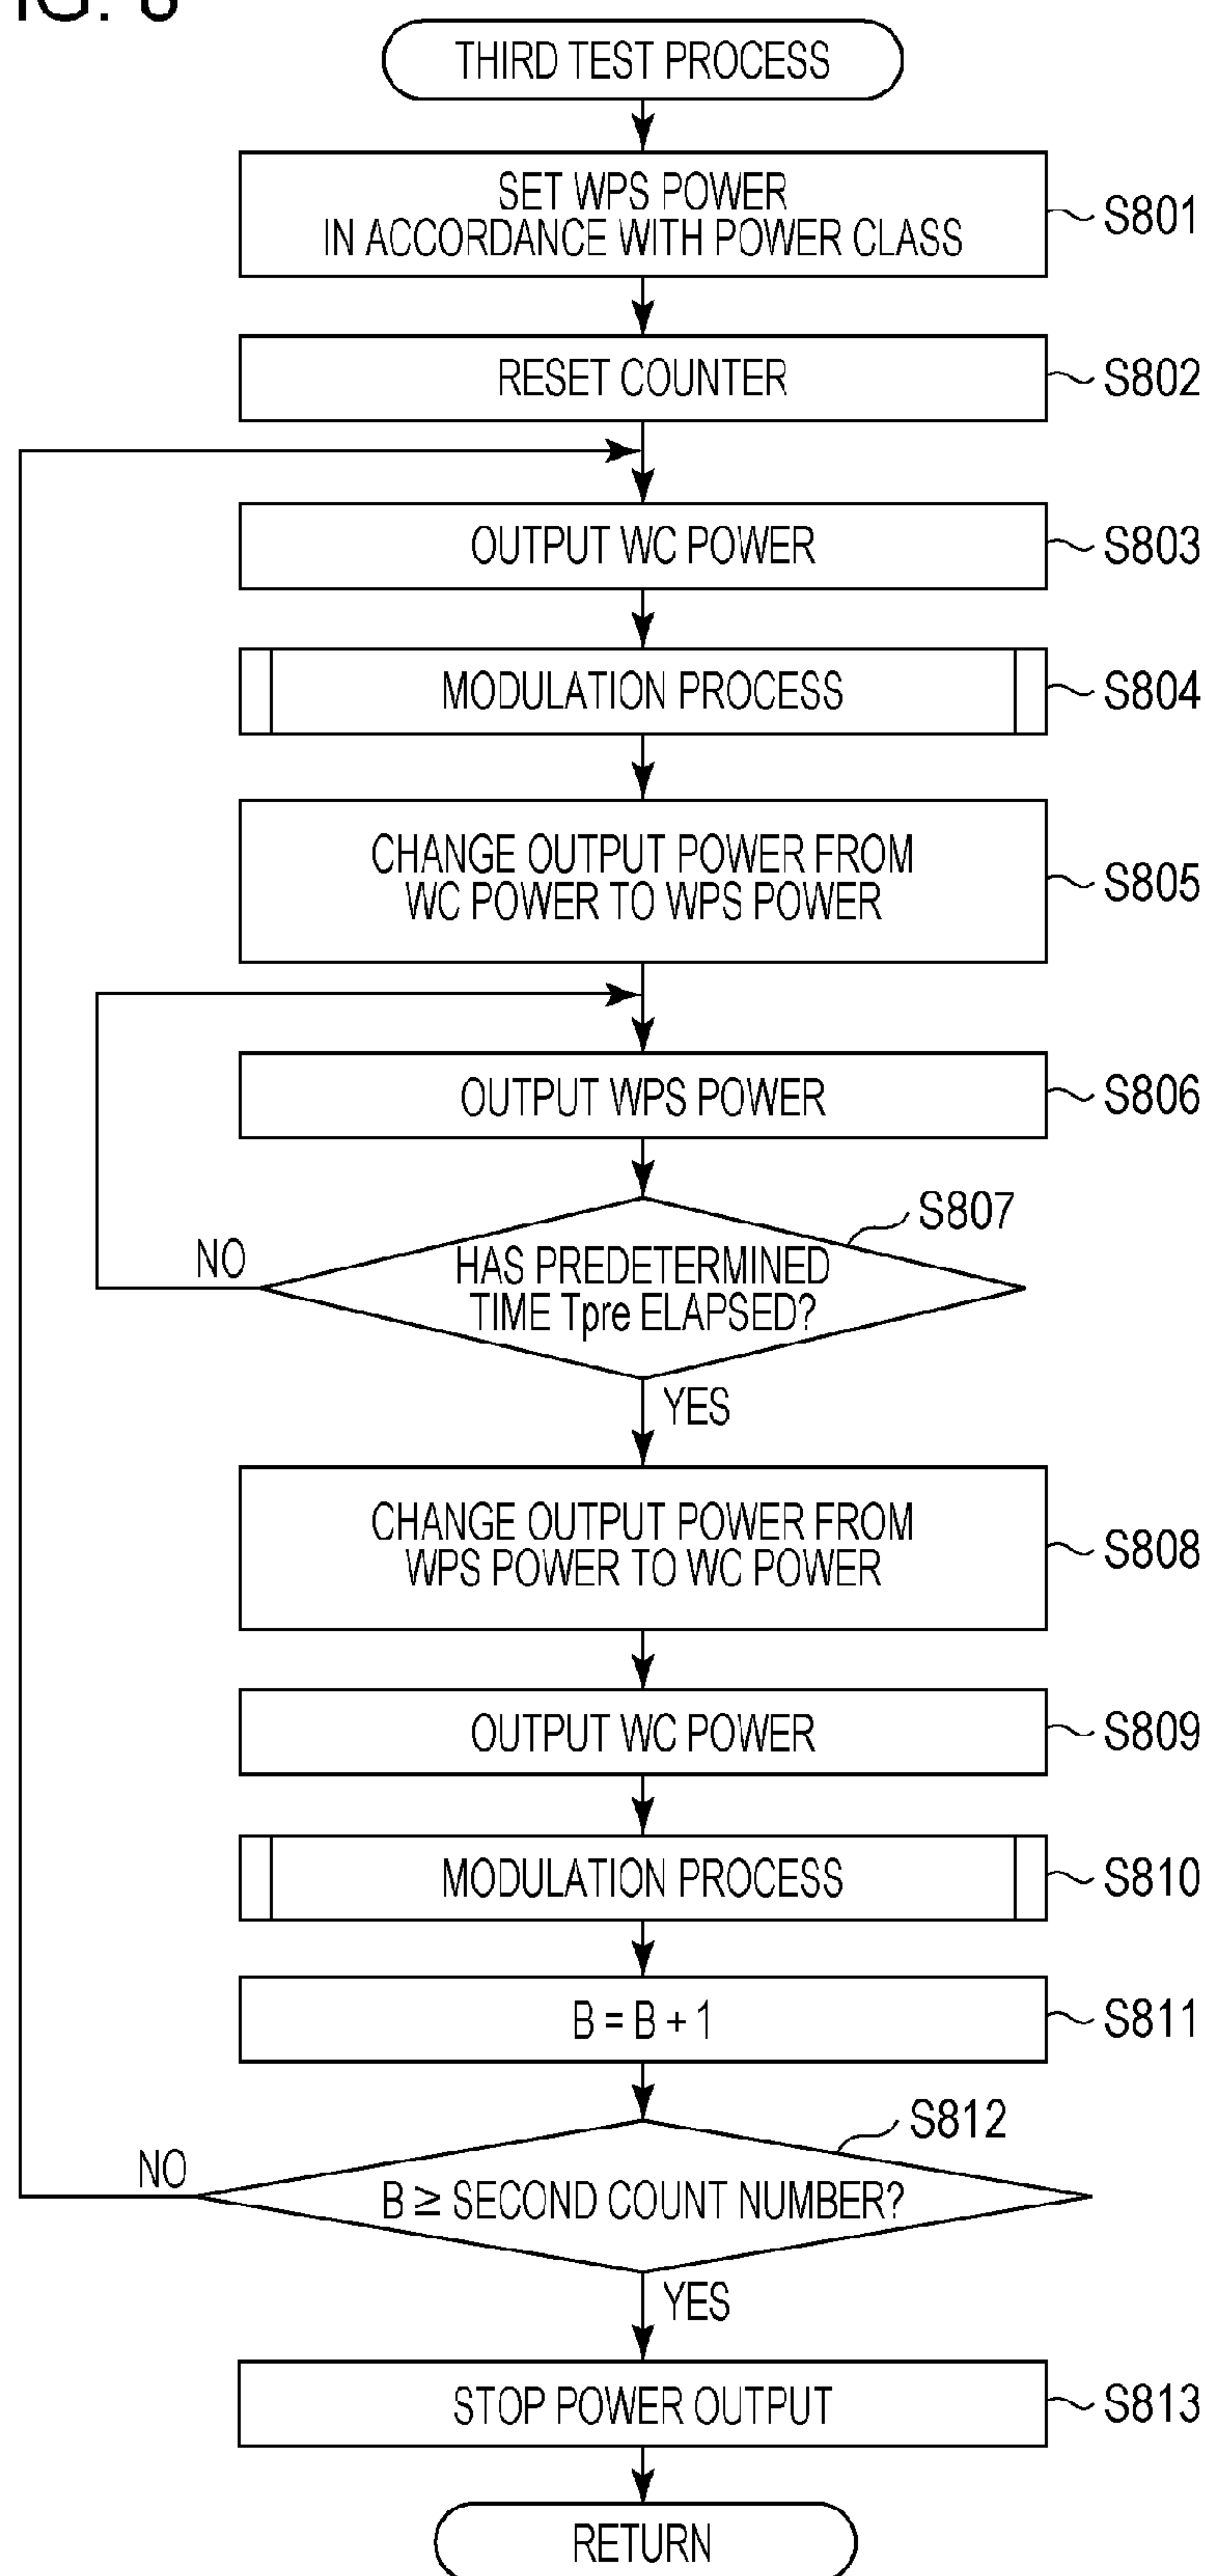 THIRD TEST PROCESS
SET WPS POWER
IN ACCORDANCE WITH POWER CLASS
S801
RESET COUNTER
S802
OUTPUT WC POWER
S803
MODULATION PROCESS
S804
CHANGE OUTPUT POWER FROM
WC POWER TO WPS POWER
S805
OUTPUT WPS POWER
S806
S807
NO
HAS PREDETERMINED
TIME Tpre ELAPSED?
YES
CHANGE OUTPUT POWER FROM
WPS POWER TO WC POWER
S808
OUTPUT WC POWER
S809
MODULATION PROCESS
S810
B = B + 1
S811
S812
NO
B ≥ SECOND COUNT NUMBER?
YES
STOP POWER OUTPUT
S813
RETURN